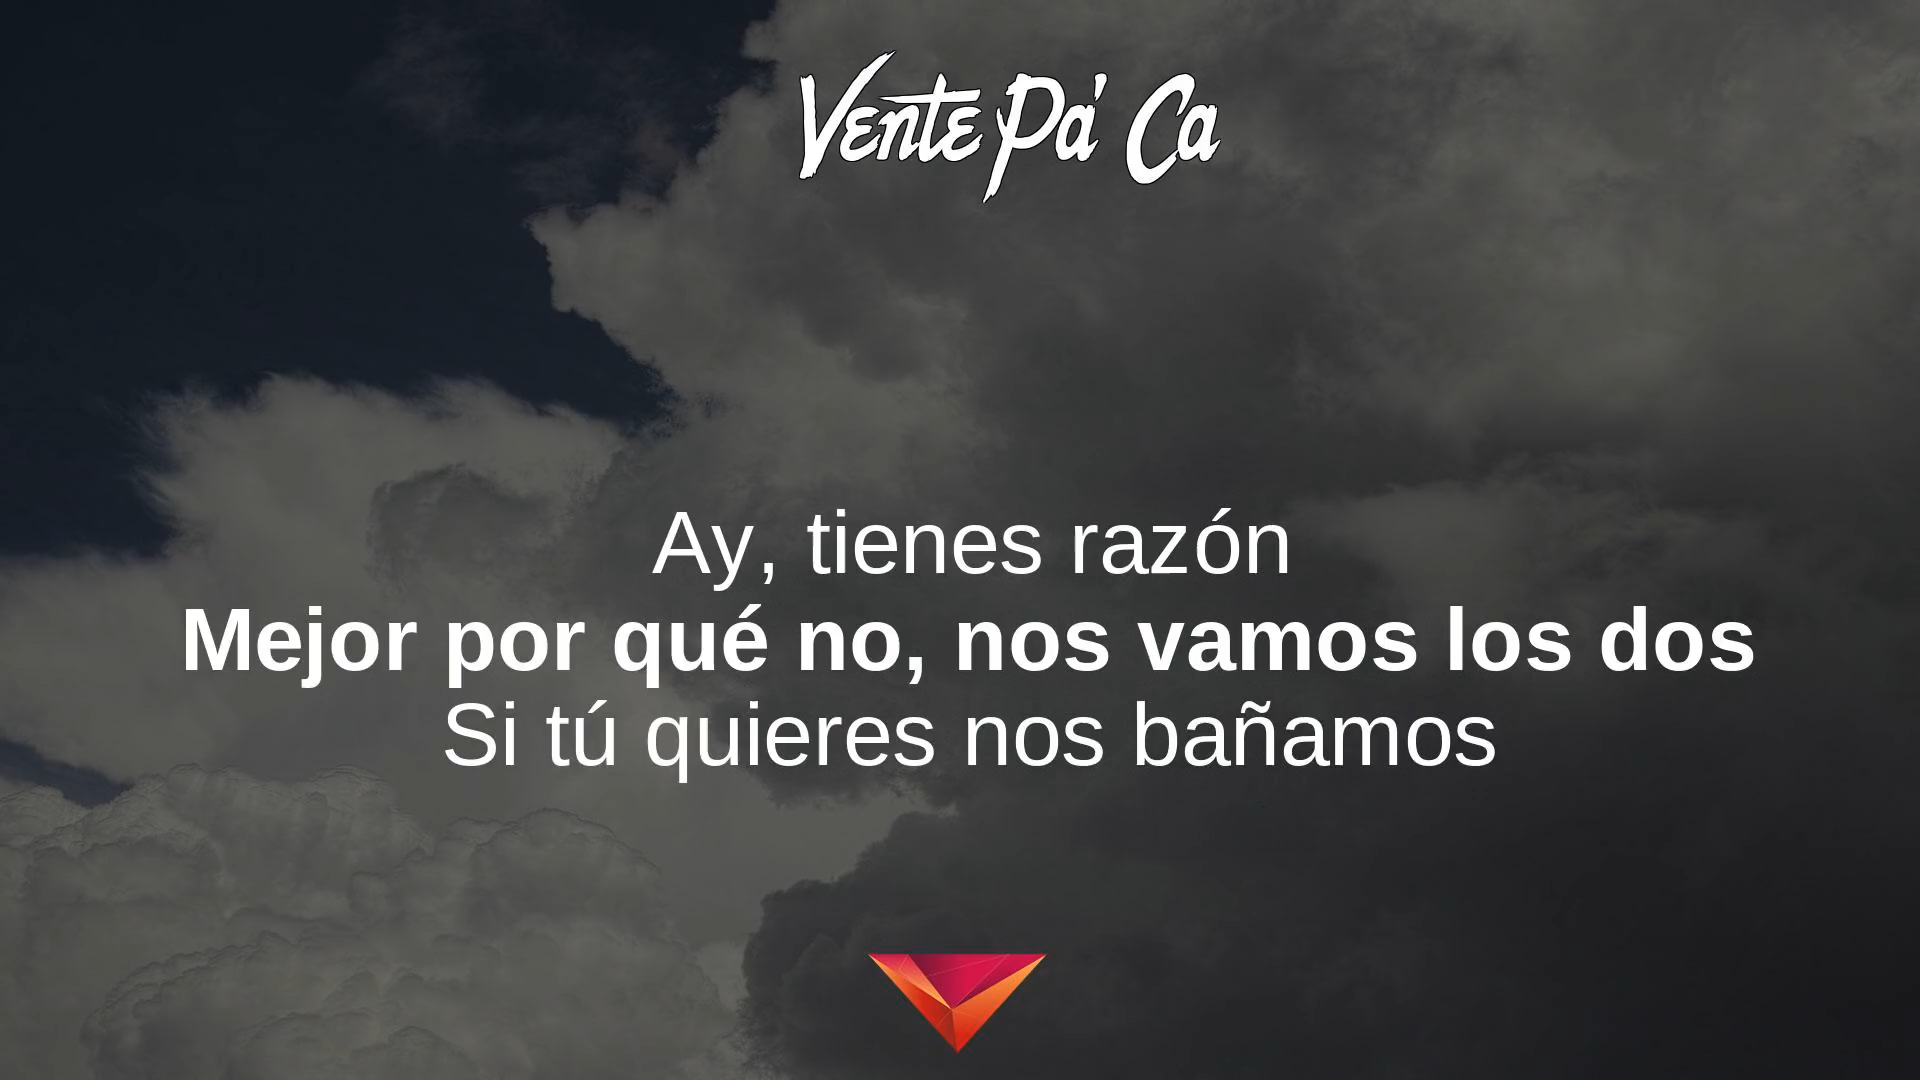 Vente Pa' Ca
Ay, tienes razón
Mejor por qué no, nos vamos los dos
Si tú quieres nos bañamos